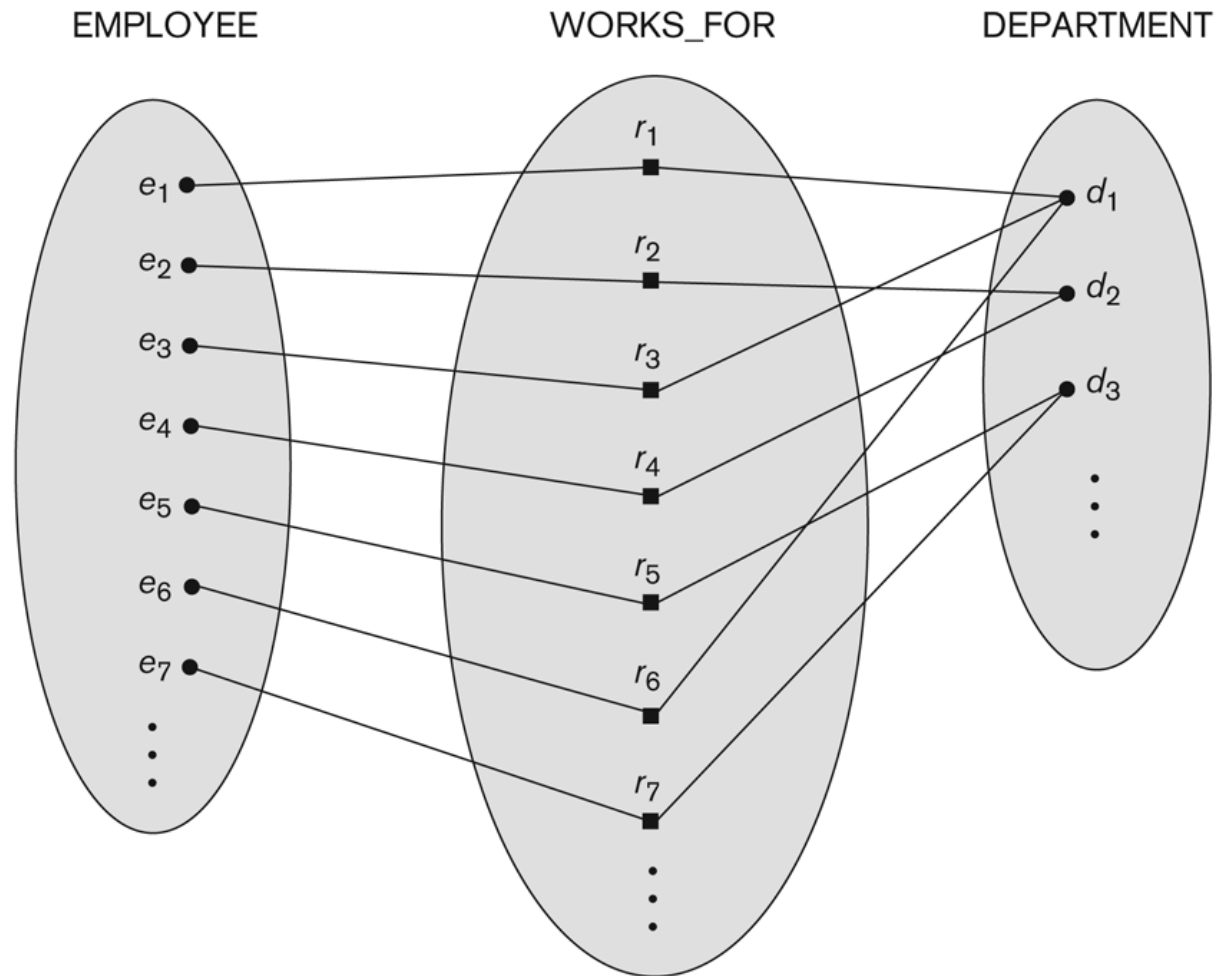 EMPLOYEE WORKS_FOR DEPARTMENT
r₁
e₁ d₁
r₂
e₂ d₂
e₃ r₃
d₃
e₄ r₄
e₅
r₅
e₆
e₇ r₆
r₇